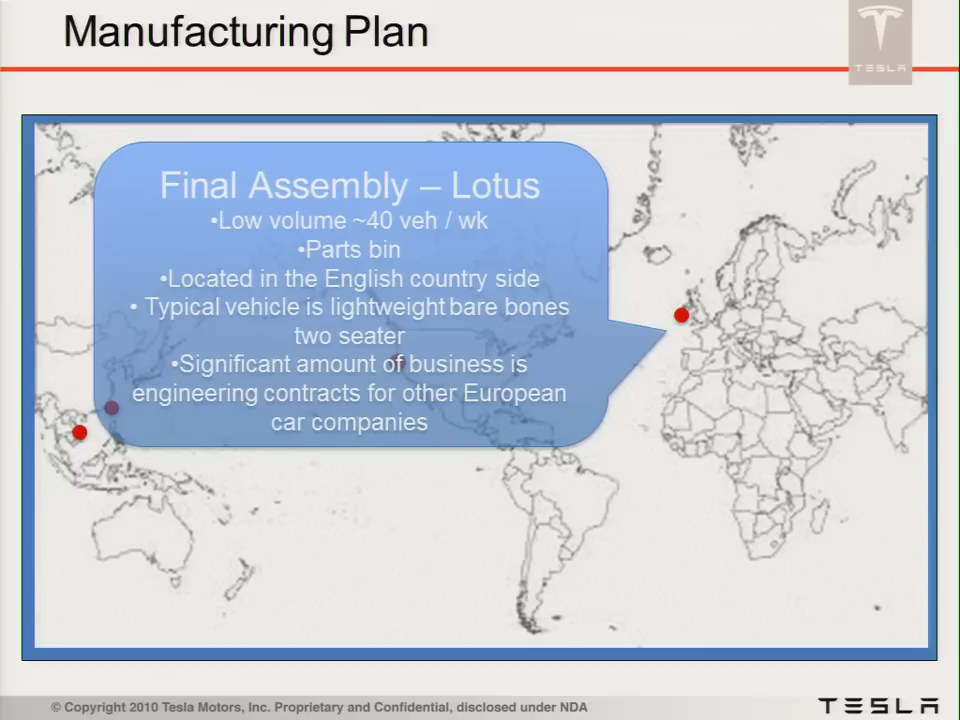 Manufacturing Plan
TESLA
Final Assembly – Lotus
•Low volume ~40 veh / wk
•Parts bin
•Located in the English country side
• Typical vehicle is lightweight bare bones
two seater
•Significant amount of business is
engineering contracts for other European
car companies
© Copyright 2010 Tesla Motors, Inc. Proprietary and Confidential, disclosed under NDA
TESLA